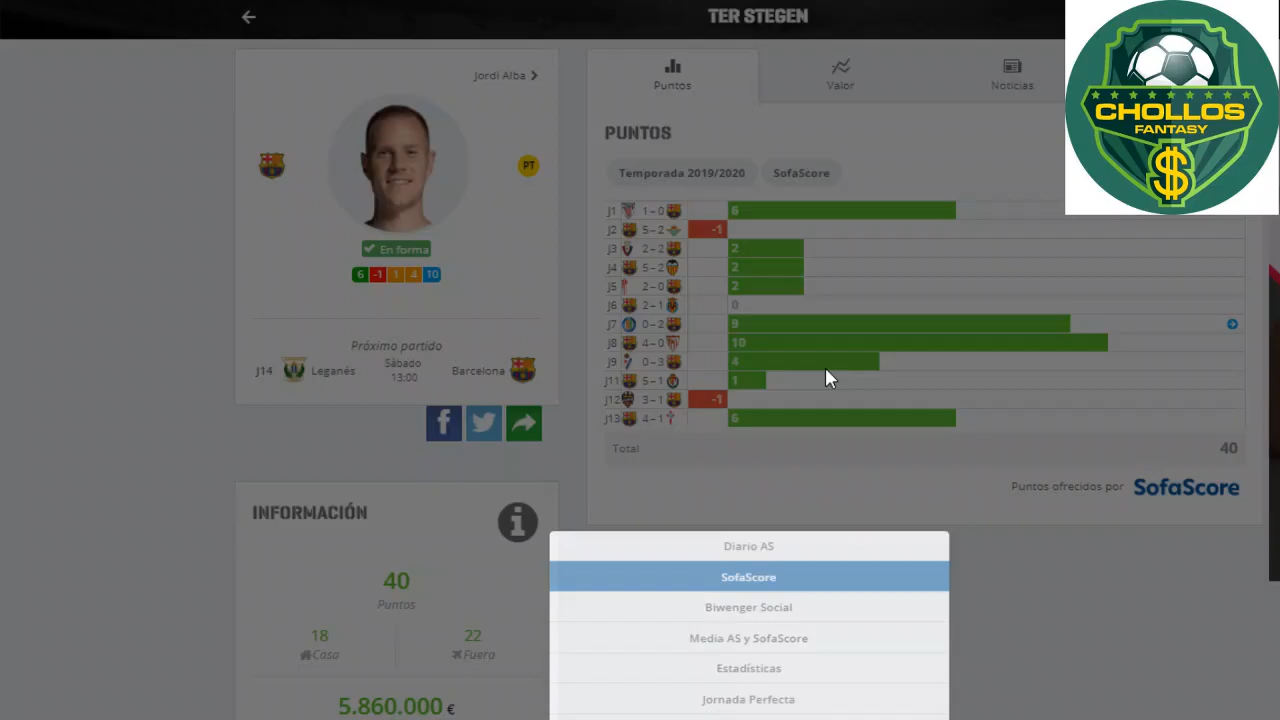 TER STEGEN
Jordi Alba
PT
En forma
6 -1 1 4 10
Próximo partido
J14 Leganés Sábado 13:00 Barcelona
INFORMACIÓN
40
Puntos
18 22
Casa Fuera
5.860.000 €
Puntos Valor Noticias
PUNTOS
Temporada 2019/2020 SofaScore
J1 1-0 6
J2 5-2 -1
J3 2-2 2
J4 5-2 2
J5 2-0 2
J6 2-1 0
J7 0-2 9
J8 4-0 10
J9 0-3 4
J11 5-1 1
J12 3-1 -1
J13 4-1 6
Total 40
Puntos ofrecidos por SofaScore
Diario AS
SofaScore
Biwenger Social
Media AS y SofaScore
Estadísticas
Jornada Perfecta
CHOLLOS
FANTASY
$